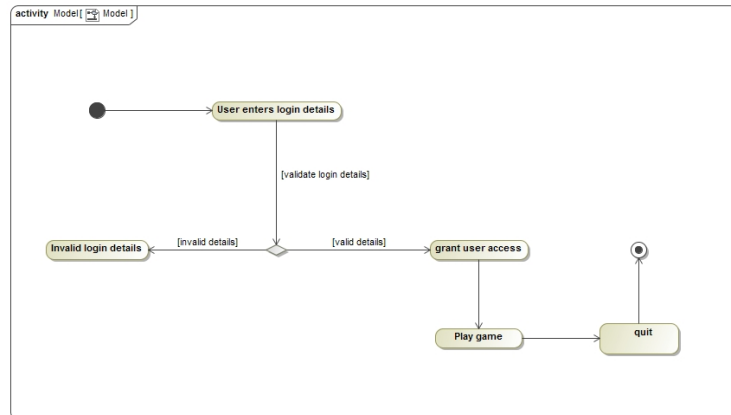 activity Model[ Model ]
User enters login details
[validate login details]
Invalid login details
[invalid details]
[valid details]
grant user access
Play game
quit